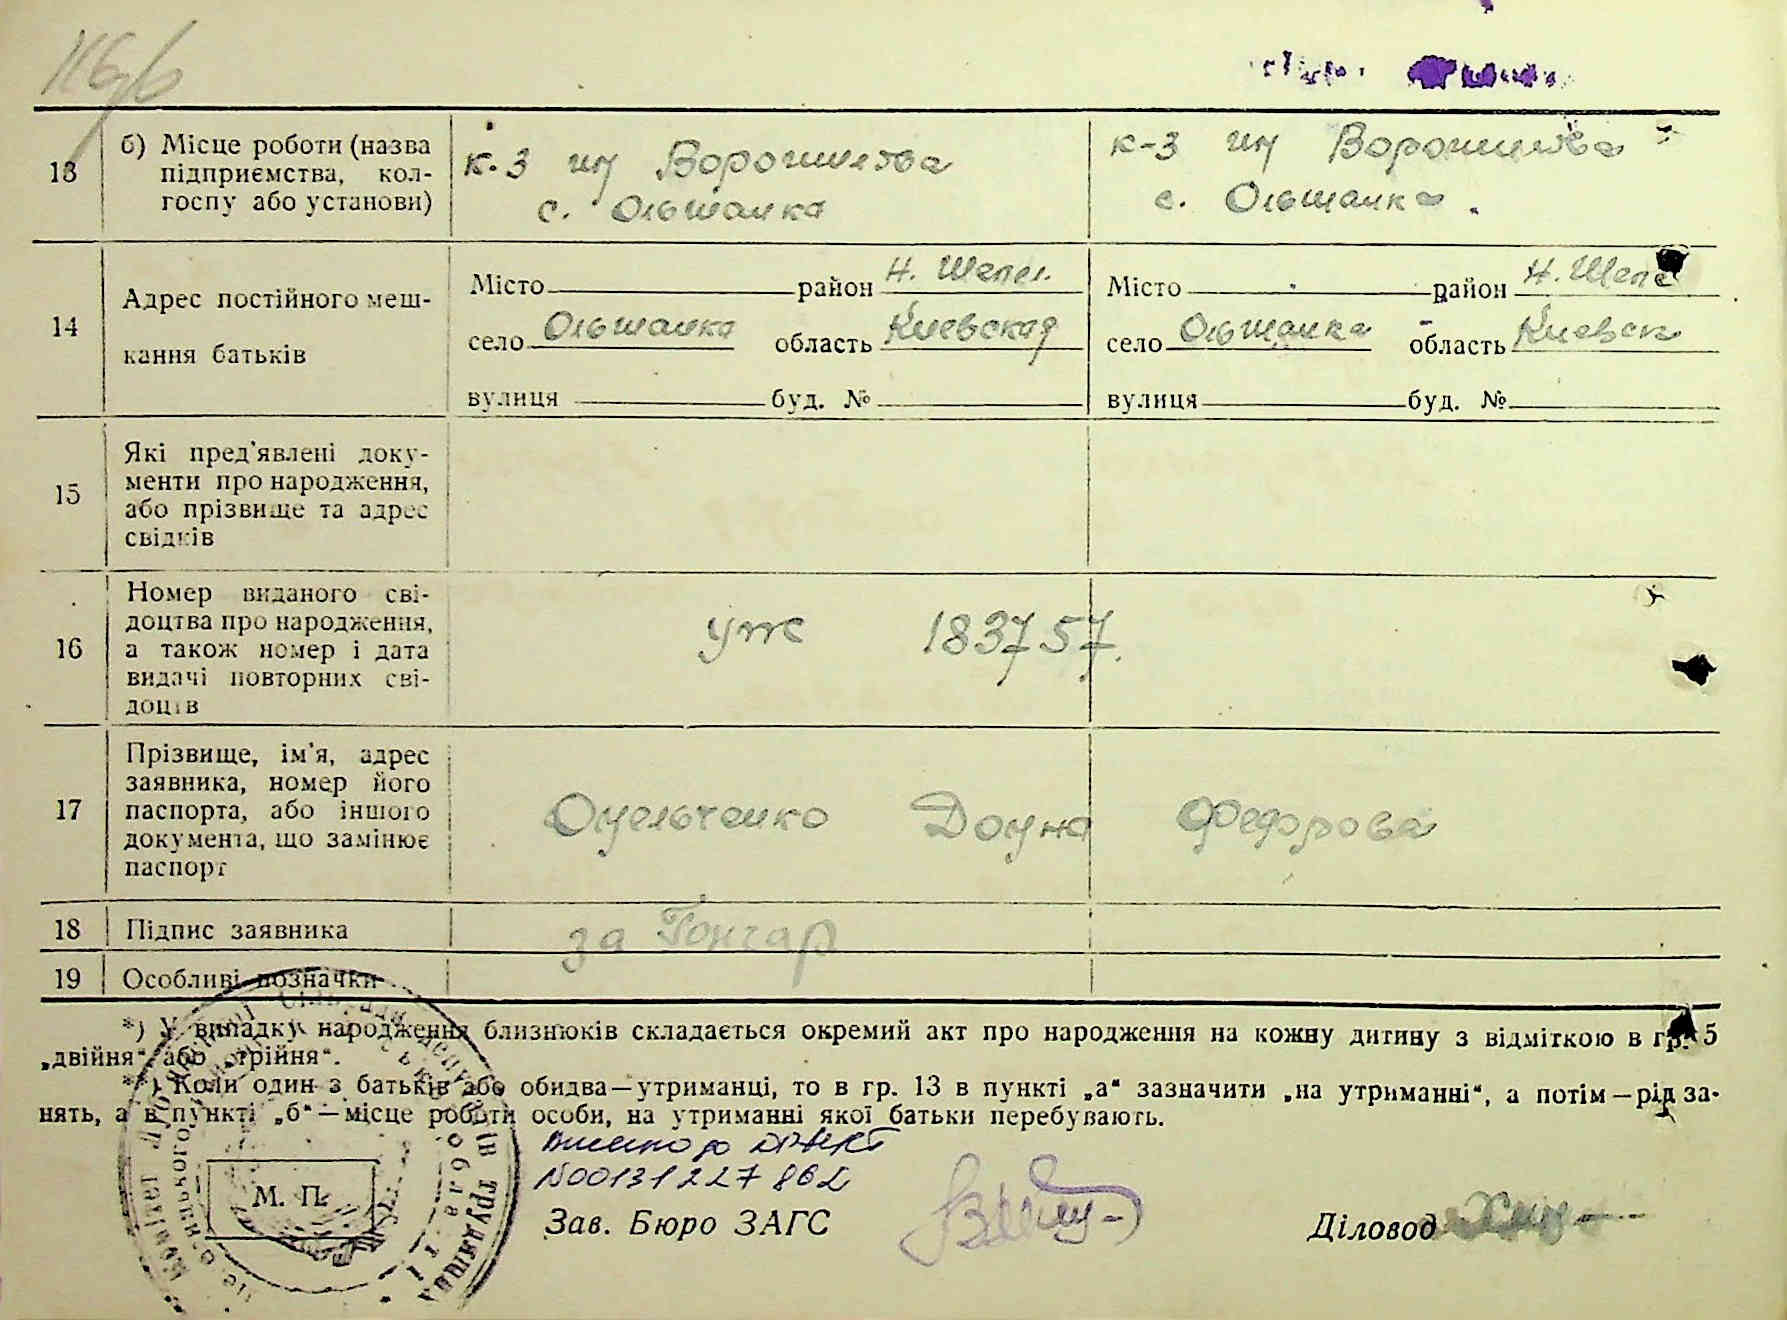 13 б) Місце роботи (назва підприємства, колгоспу або установи)
к-з им Ворошилова
с. Ольшанка
к-з им Ворошилова
с. Ольшанка
14 Адрес постійного мешкання батьків
Місто район Н. Шепел.
село Ольшанка область Киевская
вулиця буд. №
Місто район Н. Шепе
село Ольшанка область Киевск
вулиця буд. №
15 Які пред'явлені документи про народження, або прізвище та адрес свідків
16 Номер виданого свідоцтва про народження, а також номер і дата видачі повторних свідоцтв
УЖ 183757.
17 Прізвище, ім'я, адрес заявника, номер його паспорта, або іншого документа, що замінює паспорт
Омельченко Домна Федорова
18 Підпис заявника
за Гончар
19 Особливі позначки
*) У випадку народження близнюків складається окремий акт про народження на кожну дитину з відміткою в гр. 5
„двійня“ або „трійня“.
**) Коли один з батьків або обидва—утриманці, то в гр. 13 в пункті „а“ зазначити „на утриманні“, а потім—рід за-
нять, а в пункті „б“—місце роботи особи, на утриманні якої батьки перебувають.
N00131227862
М. П.
Зав. Бюро ЗАГС
Діловод